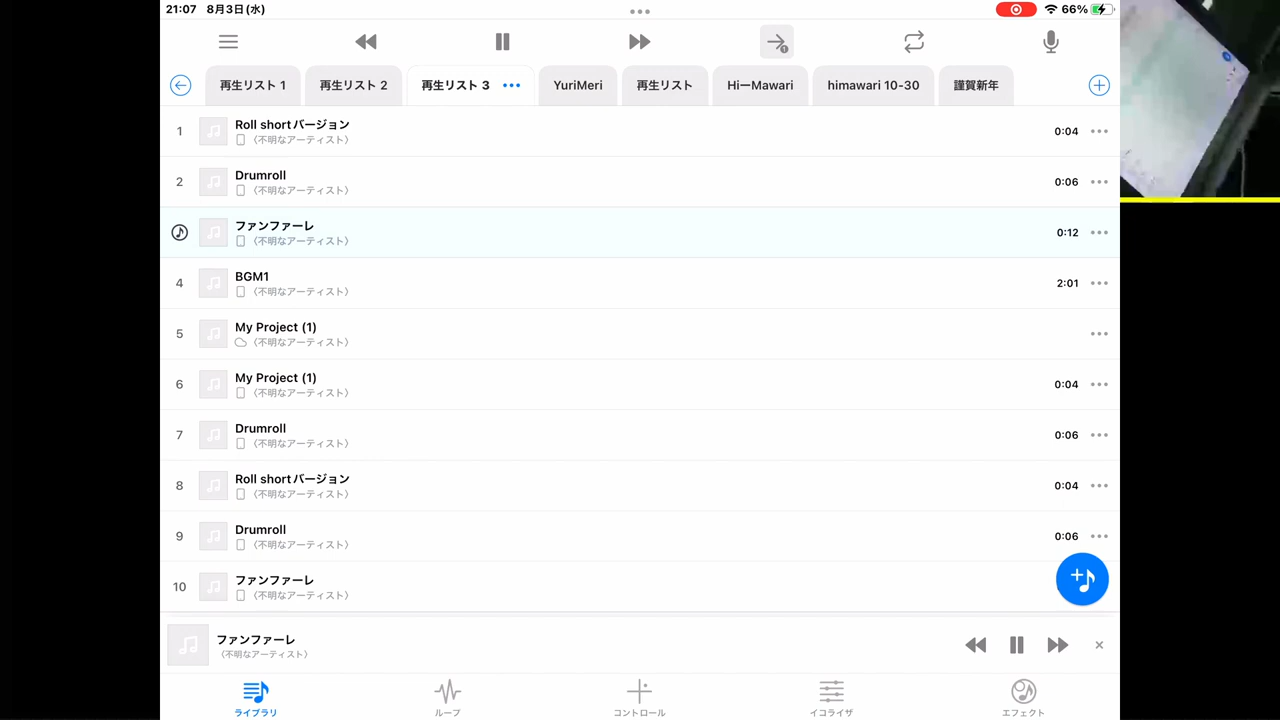 21:07 8月3日(水)
66%
再生リスト 1
再生リスト 2
再生リスト 3
YuriMeri
再生リスト
HiーMawari
himawari 10-30
謹賀新年
1 Roll shortバージョン 0:04
〈不明なアーティスト〉
2 Drumroll 0:06
〈不明なアーティスト〉
ファンファーレ 0:12
〈不明なアーティスト〉
4 BGM1 2:01
〈不明なアーティスト〉
5 My Project (1)
〈不明なアーティスト〉
6 My Project (1) 0:04
〈不明なアーティスト〉
7 Drumroll 0:06
〈不明なアーティスト〉
8 Roll shortバージョン 0:04
〈不明なアーティスト〉
9 Drumroll 0:06
〈不明なアーティスト〉
10 ファンファーレ
〈不明なアーティスト〉
ファンファーレ
〈不明なアーティスト〉
ライブラリ
ループ
コントロール
イコライザ
エフェクト